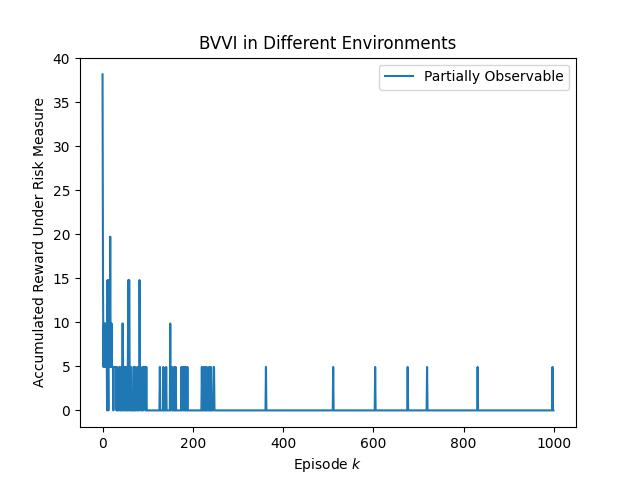 BVVI in Different Environments
Partially Observable
Accumulated Reward Under Risk Measure
40
35
30
25
20
15
10
5
0
0 200 400 600 800 1000
Episode k